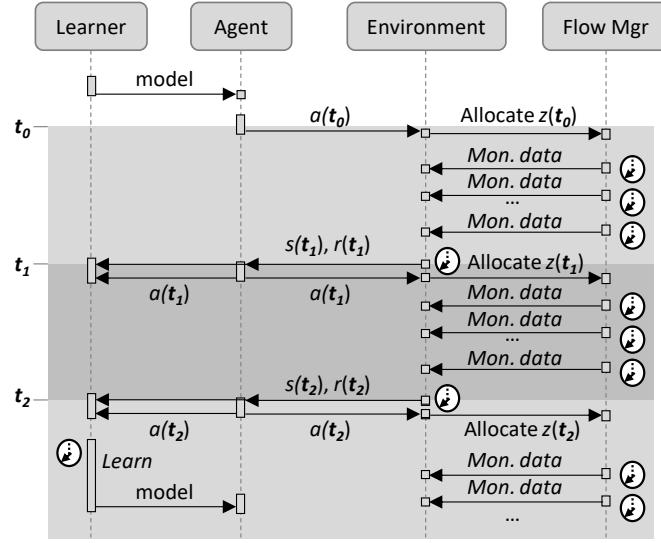 Learner Agent Environment Flow Mgr
model
t0 a(t0) Allocate z(t0)
Mon. data
Mon. data
...
Mon. data
s(t1), r(t1)
t1 Allocate z(t1)
a(t1) a(t1)
Mon. data
Mon. data
...
Mon. data
s(t2), r(t2)
t2
a(t2) a(t2) Allocate z(t2)
Learn Mon. data
model Mon. data
...